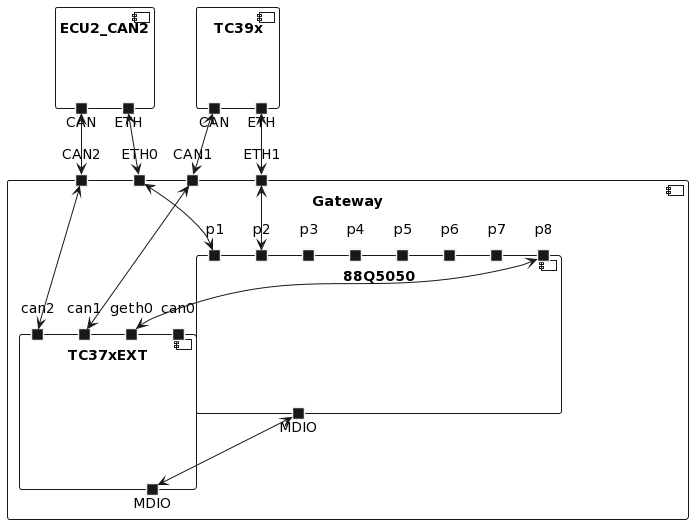 ECU2_CAN2 TC39x
CAN ETH CAN ETH
CAN2 ETH0 CAN1 ETH1
Gateway
p1 p2 p3 p4 p5 p6 p7 p8
88Q5050
can2 can1 geth0 can0
TC37xEXT
MDIO
MDIO